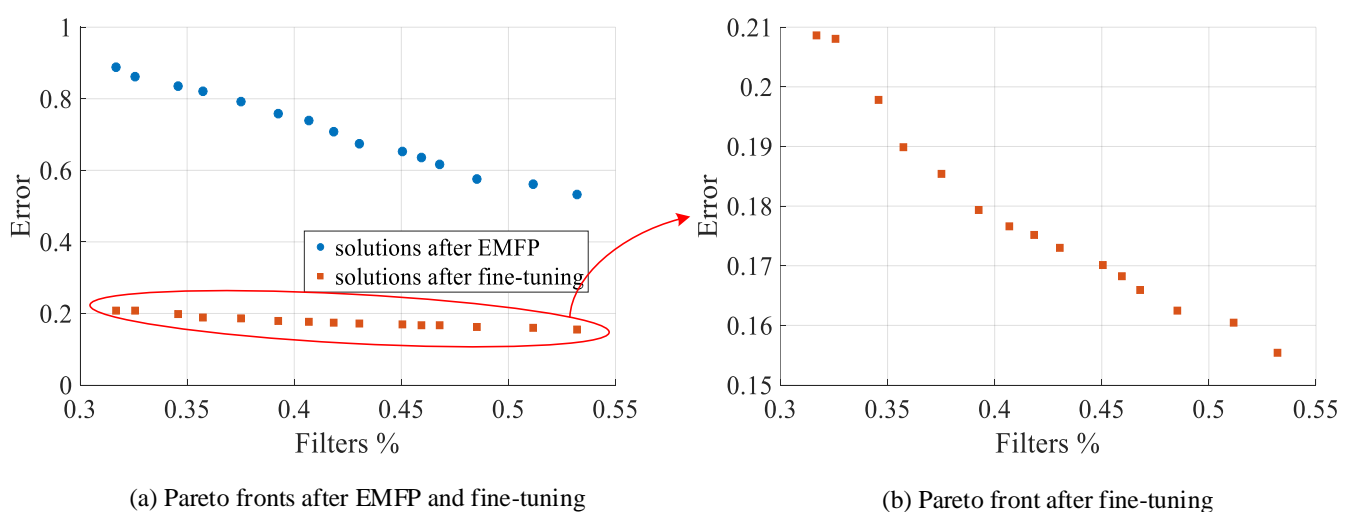 1
0.8
0.6
0.4
0.2
0
Error
0.3 0.35 0.4 0.45 0.5 0.55
Filters %
solutions after EMFP
solutions after fine-tuning
(a) Pareto fronts after EMFP and fine-tuning
0.21
0.2
0.19
0.18
0.17
0.16
0.15
Error
0.3 0.35 0.4 0.45 0.5 0.55
Filters %
(b) Pareto front after fine-tuning